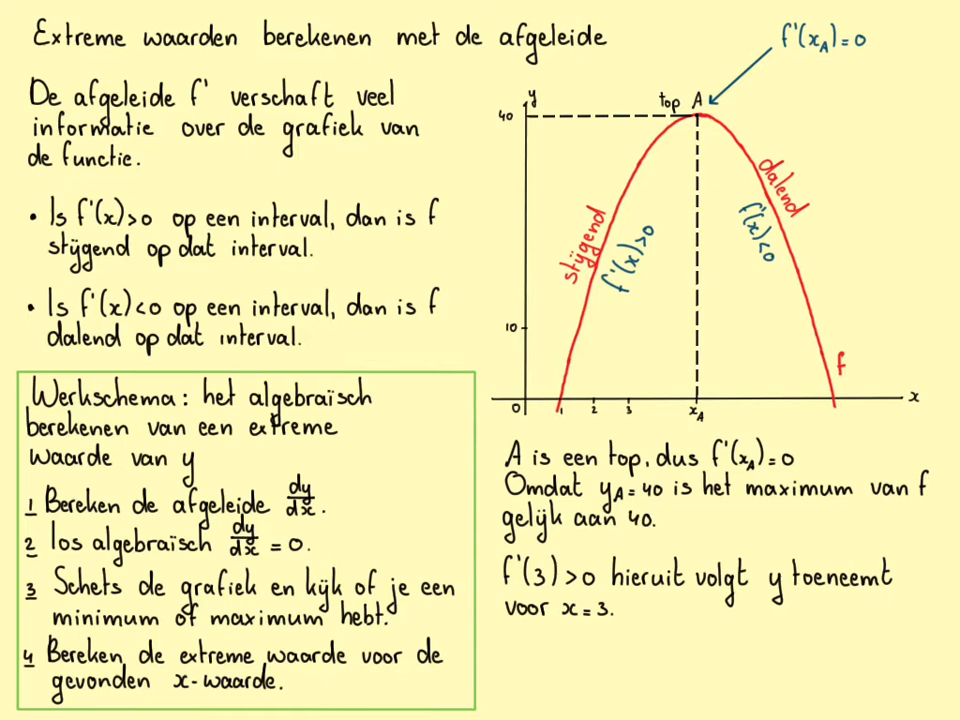 Extreme waarden berekenen met de afgeleide
De afgeleide f' verschaft veel
informatie over de grafiek van
de functie.
• Is f'(x)>0 op een interval, dan is f
stijgend op dat interval.
• Is f'(x)<0 op een interval, dan is f
dalend op dat interval.
Werkschema: het algebraïsch
berekenen van een extreme
waarde van y
1 Bereken de afgeleide dy/dx.
2 los algebraïsch dy/dx = 0.
3 Schets de grafiek en kijk of je een
minimum of maximum hebt.
4 Bereken de extreme waarde voor de
gevonden x-waarde.
f'(x_A)=0
y
top A
40
stijgend
f'(x)>0
dalend
f'(x)<0
10
f
0 1 2 3 x_A x
A is een top, dus f'(x_A)=0
Omdat y_A=40 is het maximum van f
gelijk aan 40.
f'(3)>0 hieruit volgt y toeneemt
voor x=3.